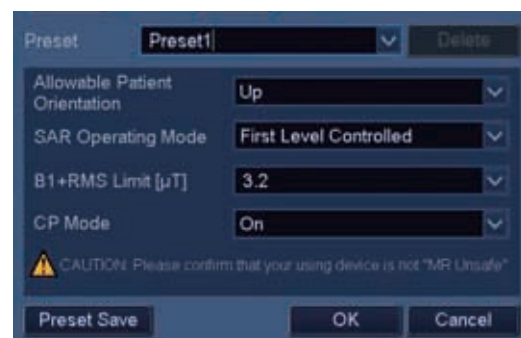 Preset Preset1 Delete
Allowable Patient
Orientation
Up
SAR Operating Mode First Level Controlled
B1+RMS Limit [μT] 3.2
CP Mode On
CAUTION: Please confirm that your using device is not "MR Unsafe"
Preset Save OK Cancel